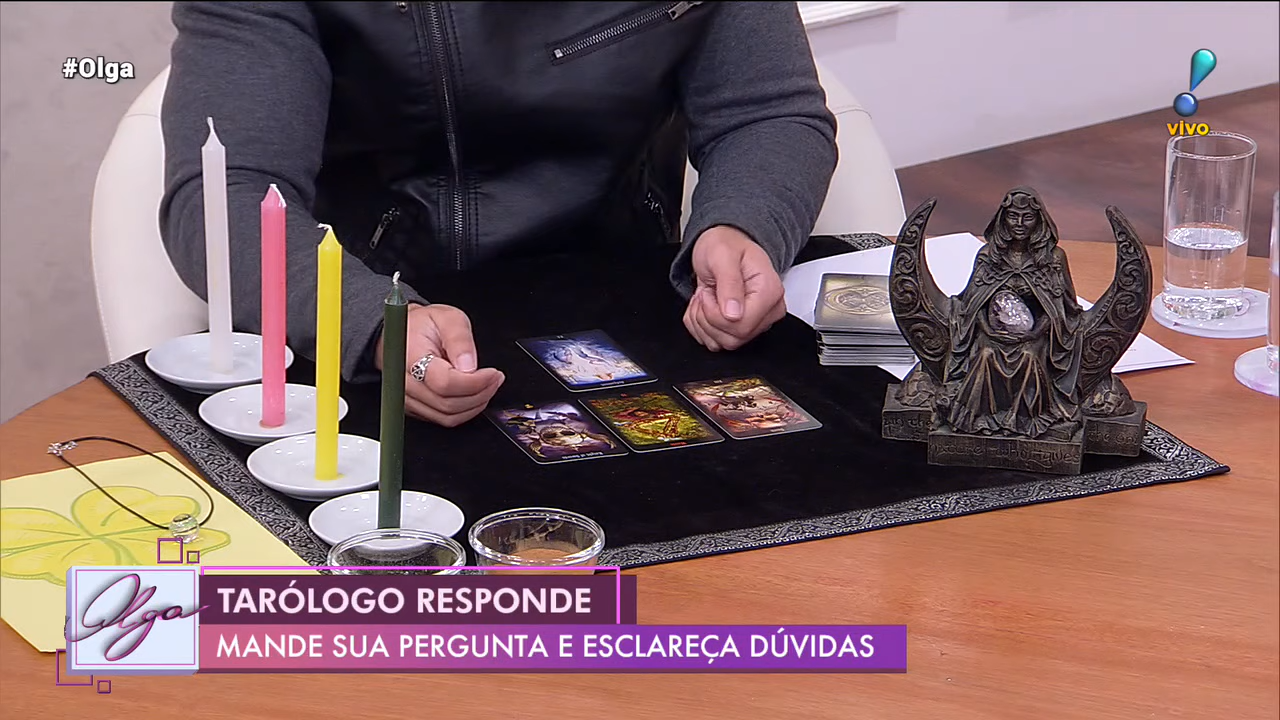 #Olga
vivo
Olga
TARÓLOGO RESPONDE
MANDE SUA PERGUNTA E ESCLAREÇA DÚVIDAS